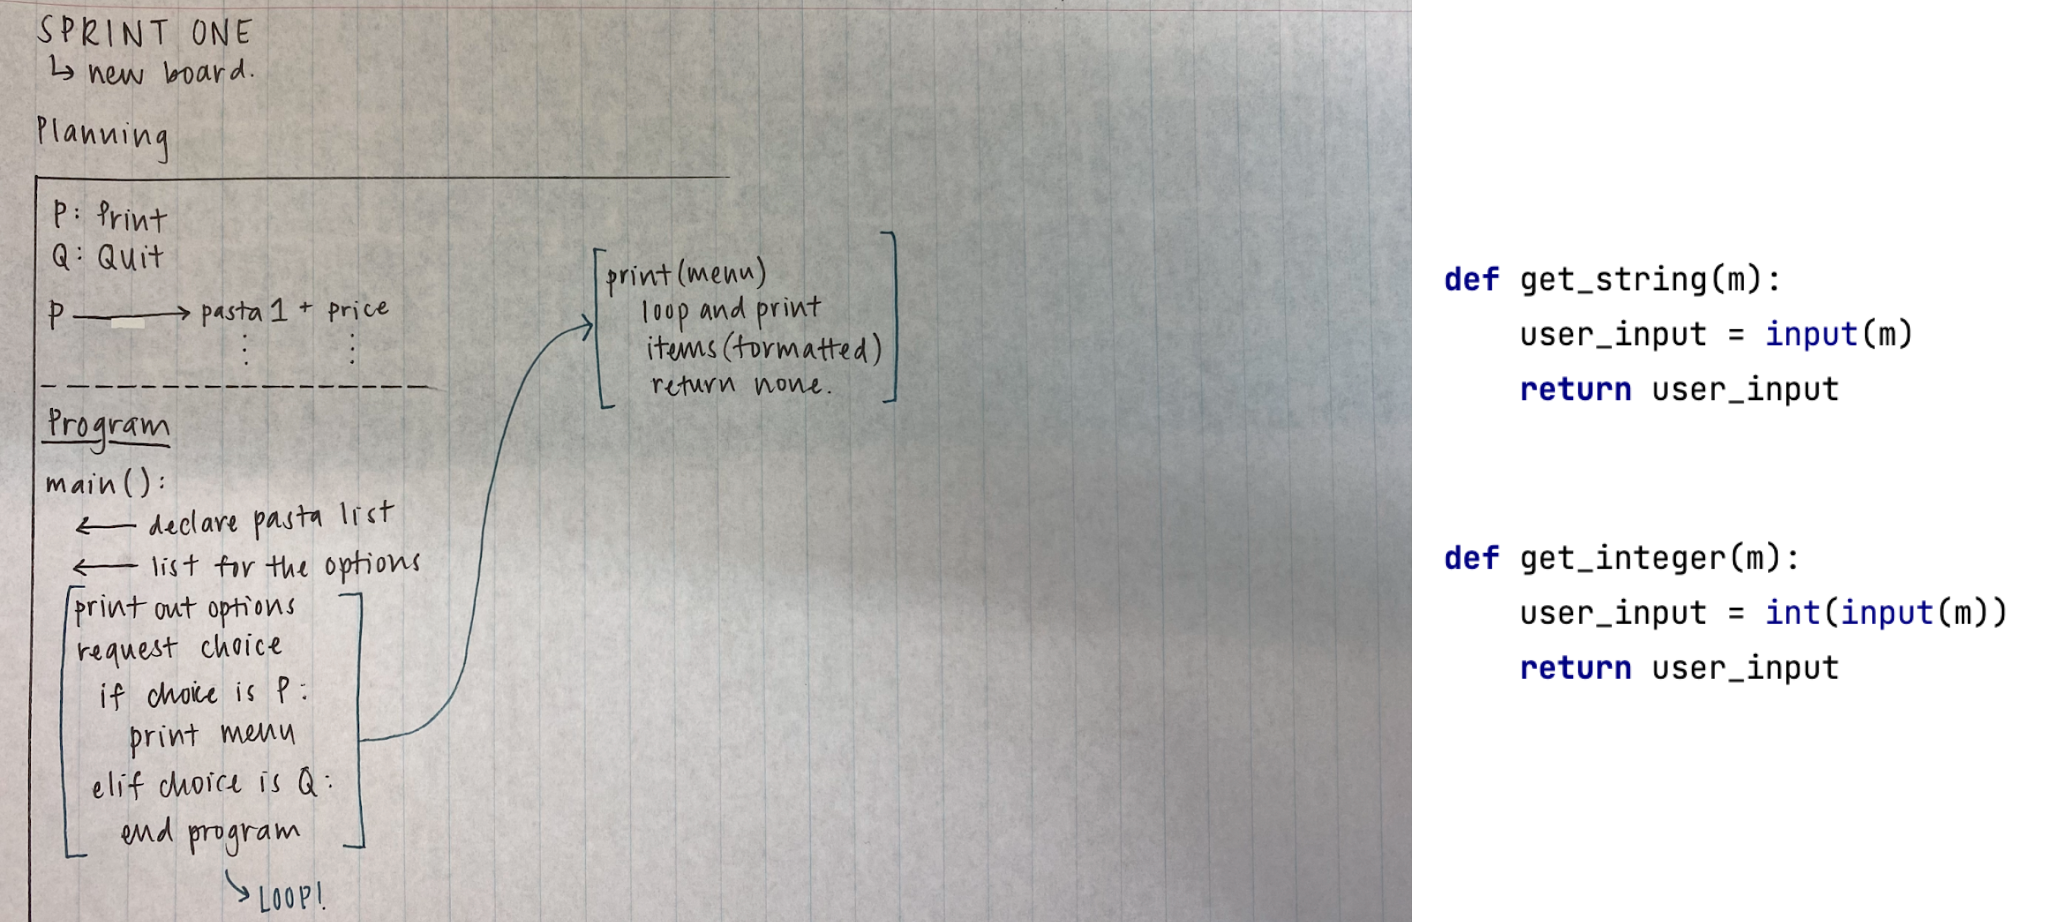 SPRINT ONE
↳ new board.
Planning
P: Print
Q: Quit
P → pasta 1 + price
Program
main():
← declare pasta list
← list for the options
print out options
request choice
if choice is P:
print menu
elif choice is Q:
end program
↘ LOOP!
print(menu)
loop and print
items(formatted)
return none.
def get_string(m):
user_input = input(m)
return user_input
def get_integer(m):
user_input = int(input(m))
return user_input